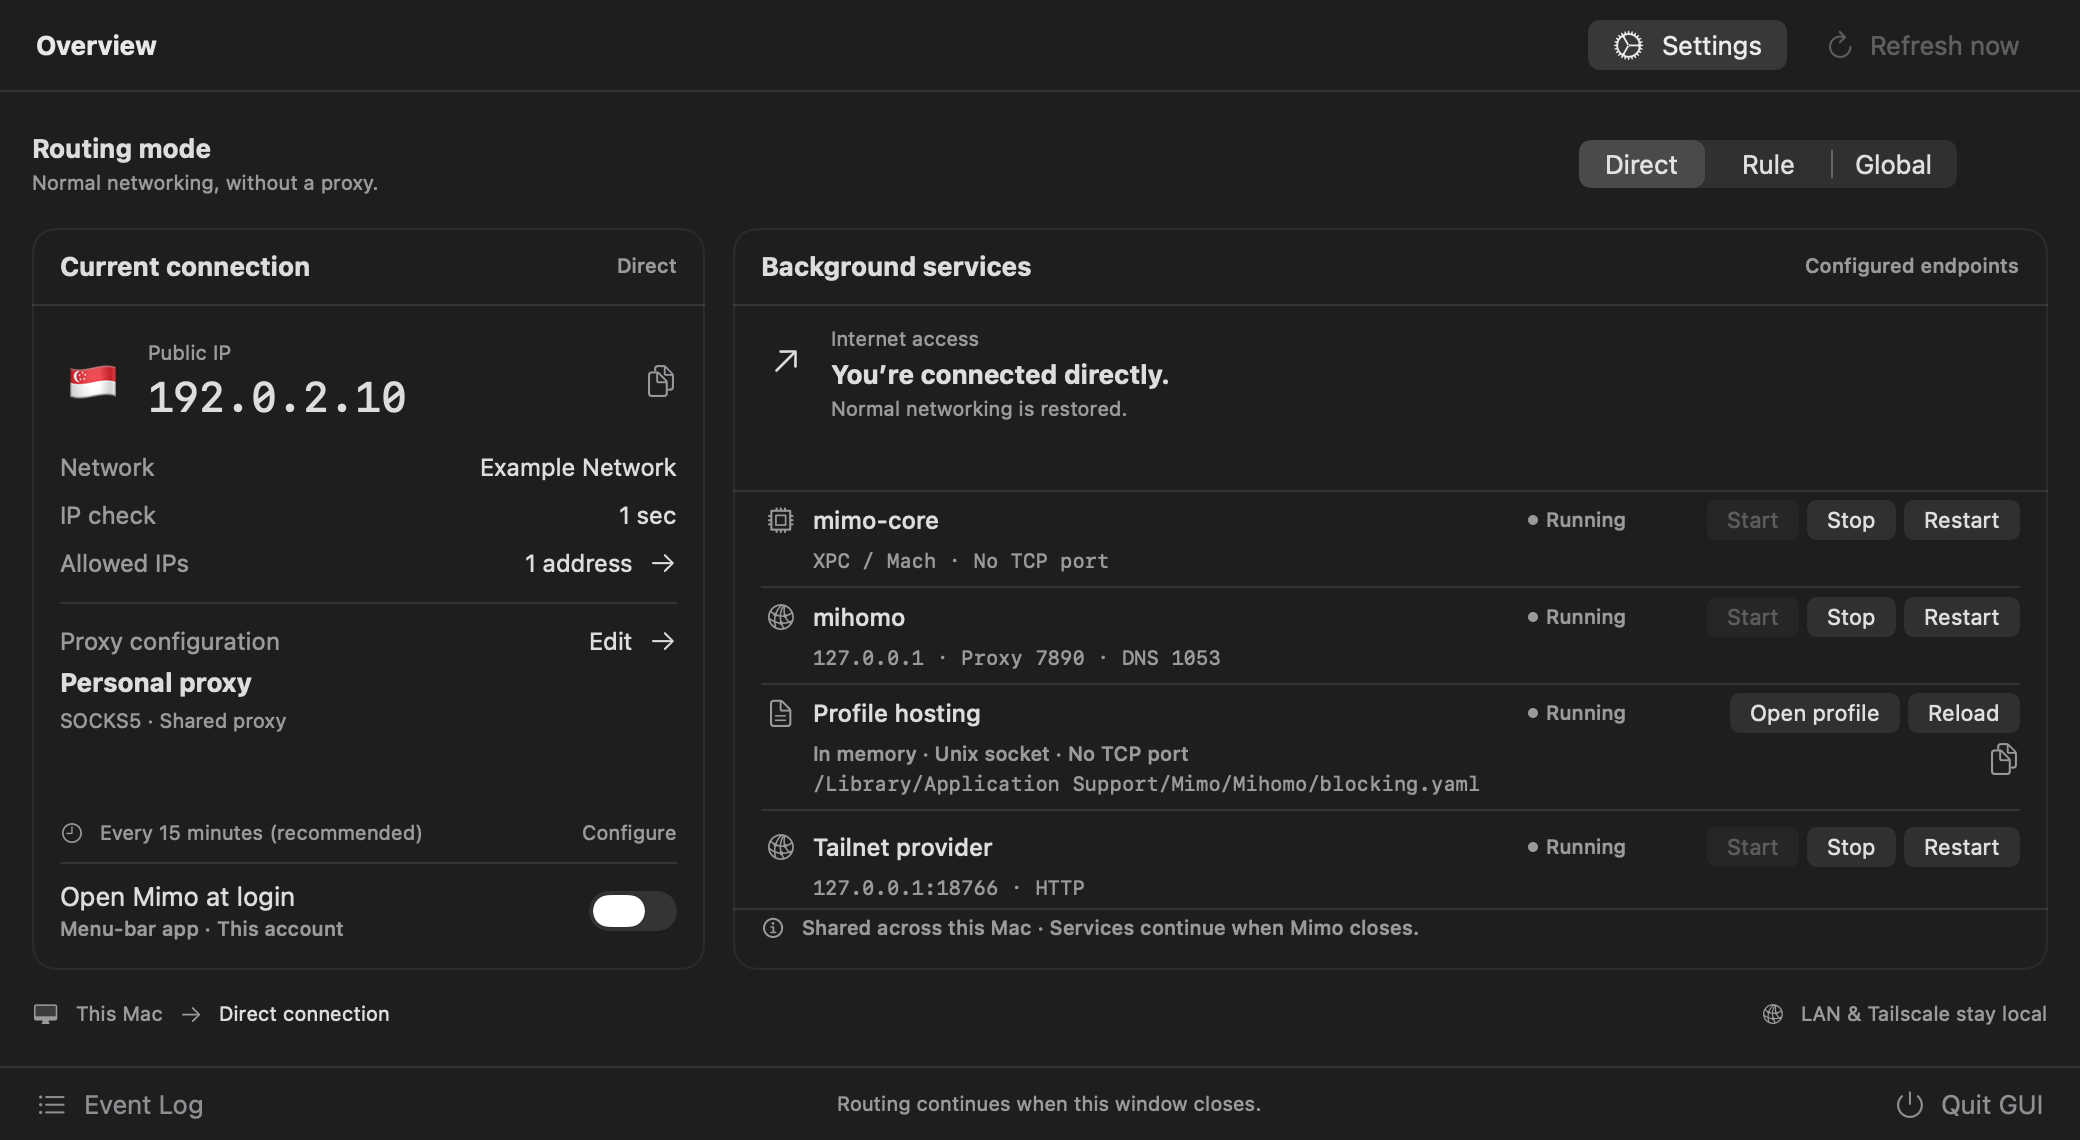 Overview
Settings
Refresh now
Routing mode
Normal networking, without a proxy.
Direct
Rule
Global
Current connection
Direct
Public IP
192.0.2.10
Network
Example Network
IP check
1 sec
Allowed IPs
1 address →
Proxy configuration
Edit →
Personal proxy
SOCKS5 · Shared proxy
Every 15 minutes (recommended)
Configure
Open Mimo at login
Menu-bar app · This account
Background services
Configured endpoints
Internet access
You’re connected directly.
Normal networking is restored.
mimo-core
Running
Start
Stop
Restart
XPC / Mach · No TCP port
mihomo
Running
Start
Stop
Restart
127.0.0.1 · Proxy 7890 · DNS 1053
Profile hosting
Running
Open profile
Reload
In memory · Unix socket · No TCP port
/Library/Application Support/Mimo/Mihomo/blocking.yaml
Tailnet provider
Running
Start
Stop
Restart
127.0.0.1:18766 · HTTP
Shared across this Mac · Services continue when Mimo closes.
This Mac → Direct connection
LAN & Tailscale stay local
Event Log
Routing continues when this window closes.
Quit GUI